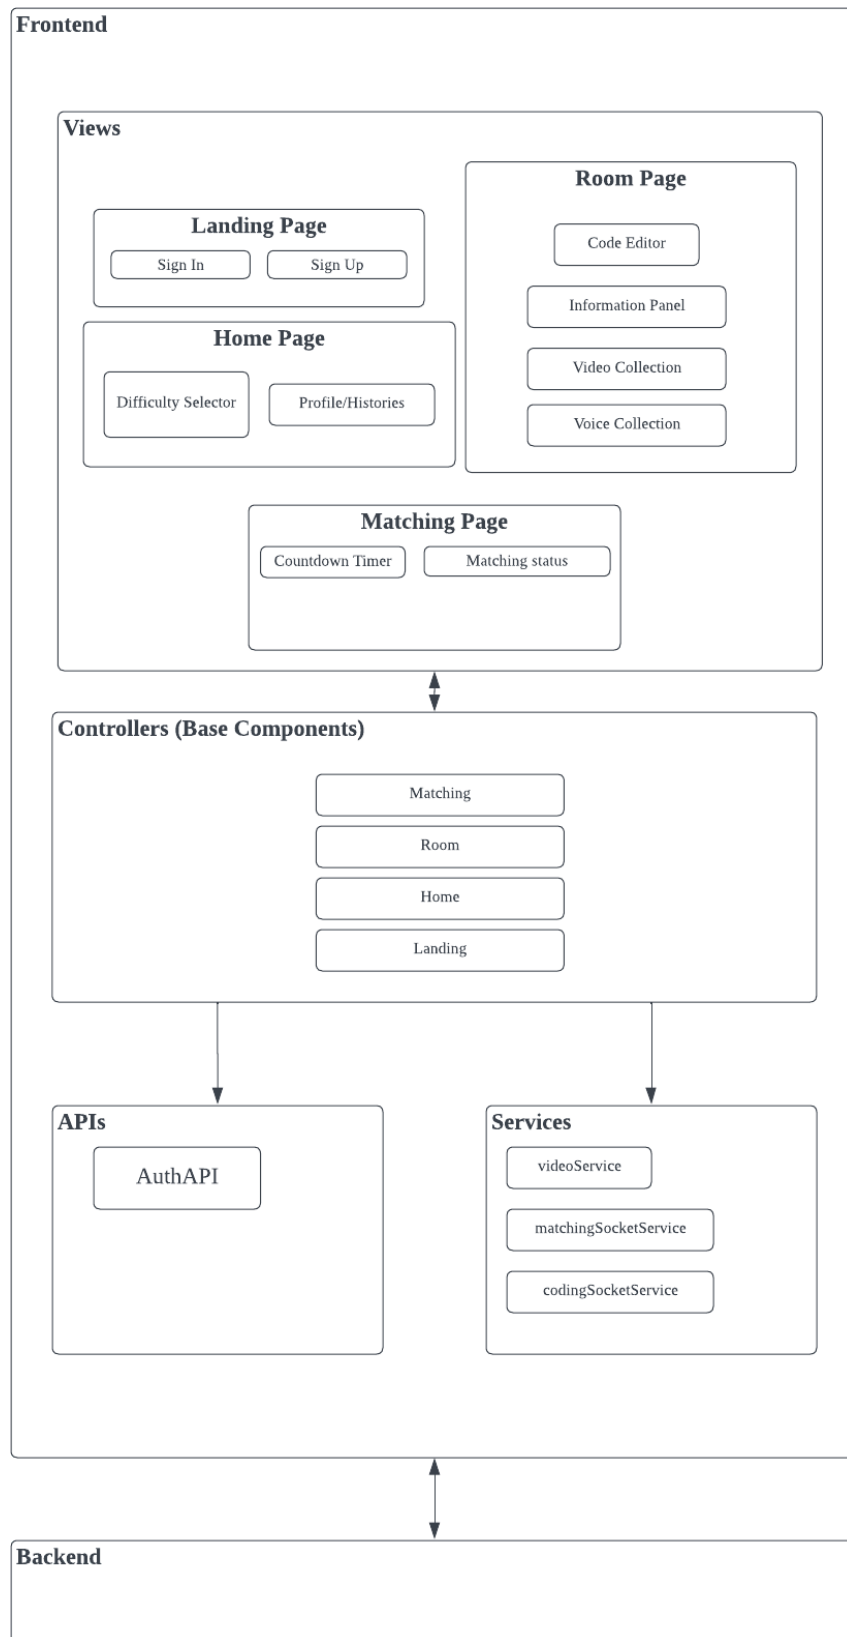 Frontend
Views
Landing Page
Sign In
Sign Up
Home Page
Difficulty Selector
Profile/Histories
Room Page
Code Editor
Information Panel
Video Collection
Voice Collection
Matching Page
Countdown Timer
Matching status
Controllers (Base Components)
Matching
Room
Home
Landing
APIs
AuthAPI
Services
videoService
matchingSocketService
codingSocketService
Backend